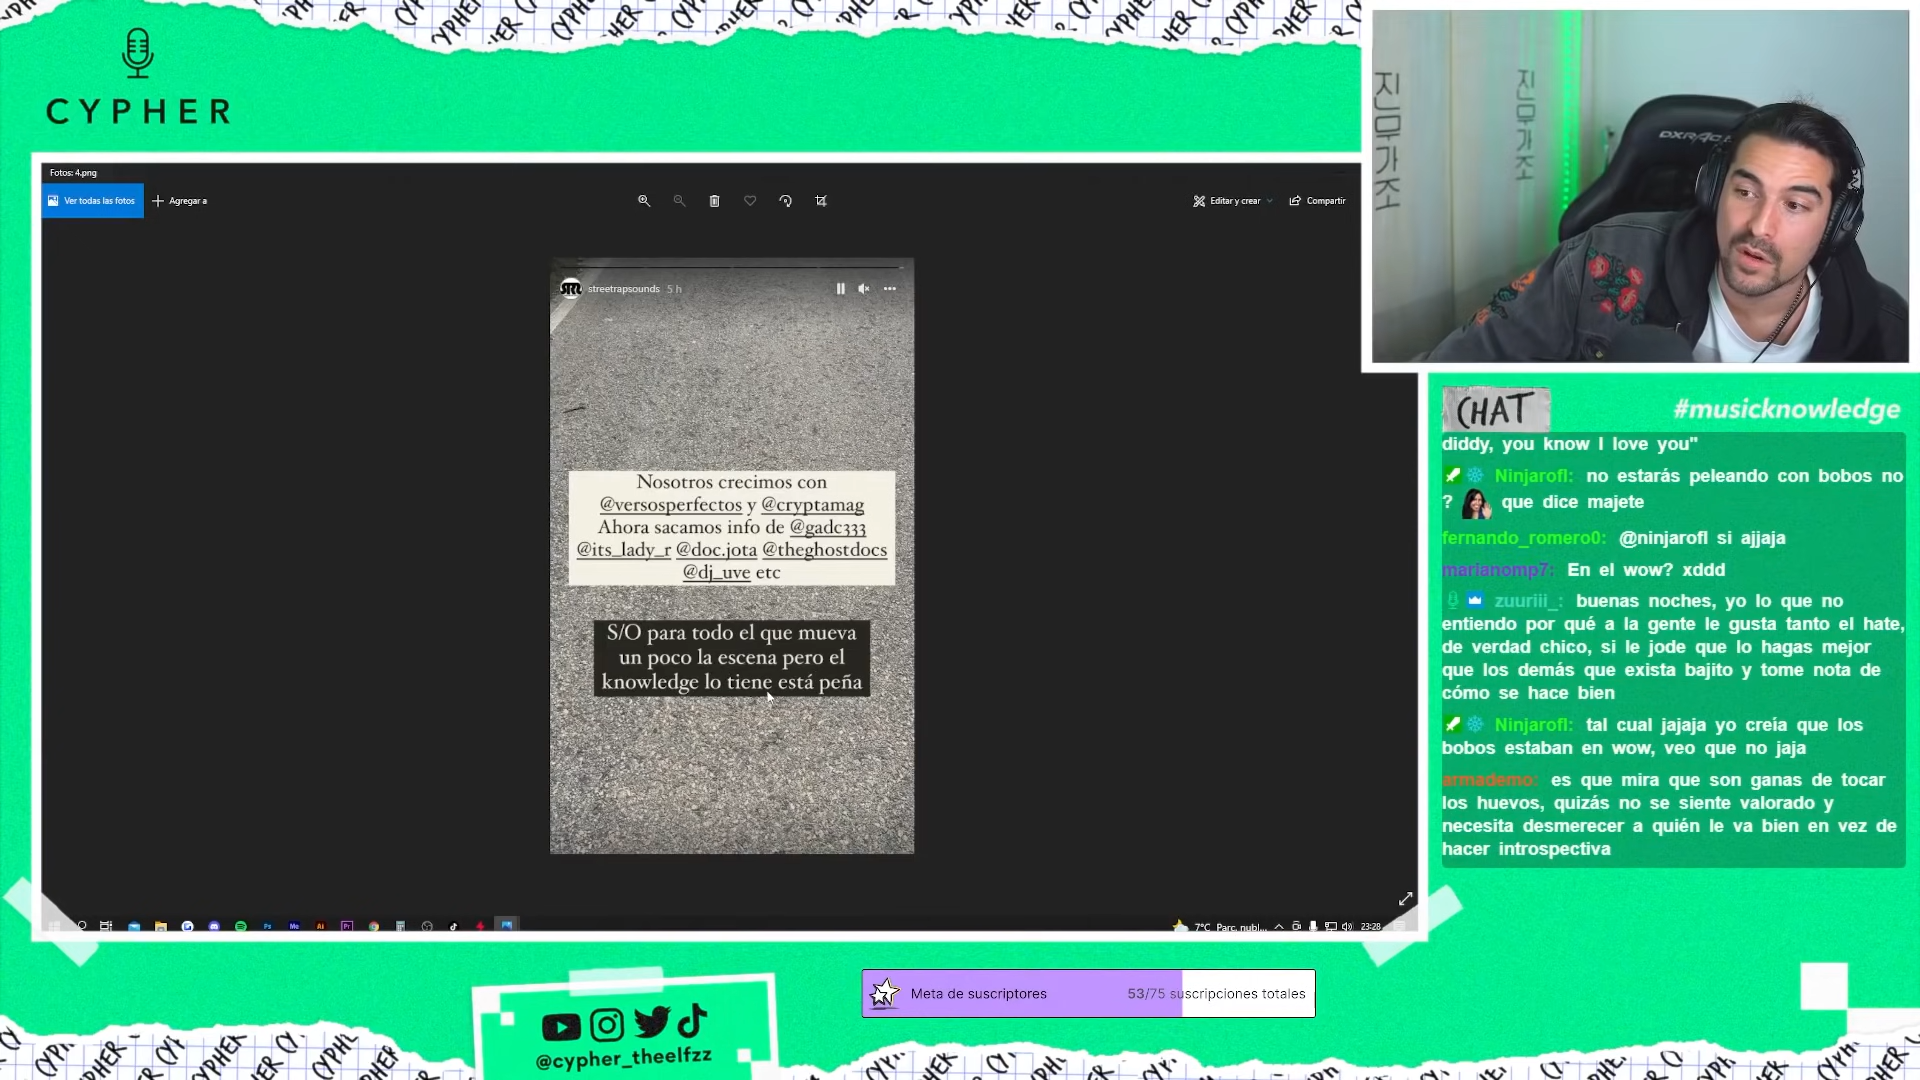 CYPHER
Fotos: 4.png
Ver todas las fotos
Agregar a
Editar y crear
Compartir
streetrapsounds 5 h
Nosotros crecimos con
@versosperfectos y @cryptamag
Ahora sacamos info de @gadc333
@its_lady_r @doc.jota @theghostdocs
@dj_uve etc
S/O para todo el que mueva
un poco la escena pero el
knowledge lo tiene está peña
7°C Parc. nubl... 23:28
CHAT
#musicknowledge
diddy, you know I love you"
Ninjarofl: no estarás peleando con bobos no
? que dice majete
fernando_romero0: @ninjarofl si ajjaja
marianomp7: En el wow? xddd
zuuriii_: buenas noches, yo lo que no
entiendo por qué a la gente le gusta tanto el hate,
de verdad chico, si le jode que lo hagas mejor
que los demás que exista bajito y tome nota de
cómo se hace bien
Ninjarofl: tal cual jajaja yo creía que los
bobos estaban en wow, veo que no jaja
armademo: es que mira que son ganas de tocar
los huevos, quizás no se siente valorado y
necesita desmerecer a quién le va bien en vez de
hacer introspectiva
Meta de suscriptores 53/75 suscripciones totales
@cypher_theelfzz